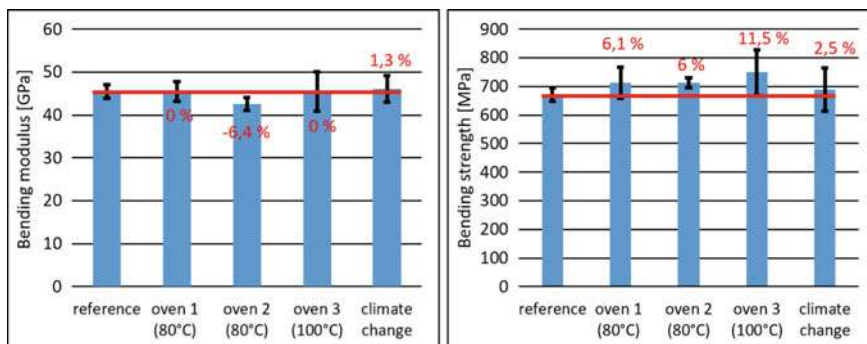 Bending modulus [GPa]
60
50
40
30
20
10
0
0 %
-6,4 %
0 %
1,3 %
reference
oven 1 (80°C)
oven 2 (80°C)
oven 3 (100°C)
climate change
Bending strength [MPa]
900
800
700
600
500
400
300
200
100
0
6,1 %
6 %
11,5 %
2,5 %
reference
oven 1 (80°C)
oven 2 (80°C)
oven 3 (100°C)
climate change